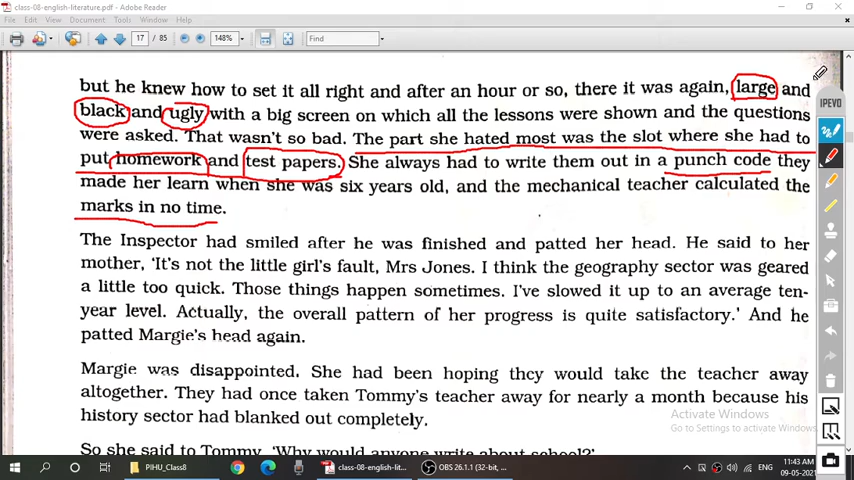 class-08-english-literature.pdf - Adobe Reader
File Edit View Document Tools Window Help
17 / 85 148% Find
but he knew how to set it all right and after an hour or so, there it was again, large and
black and ugly with a big screen on which all the lessons were shown and the questions
were asked. That wasn't so bad. The part she hated most was the slot where she had to
put homework and test papers. She always had to write them out in a punch code they
made her learn when she was six years old, and the mechanical teacher calculated the
marks in no time.
The Inspector had smiled after he was finished and patted her head. He said to her
mother, 'It's not the little girl's fault, Mrs Jones. I think the geography sector was geared
a little too quick. Those things happen sometimes. I've slowed it up to an average ten-
year level. Actually, the overall pattern of her progress is quite satisfactory.' And he
patted Margie's head again.
Margie was disappointed. She had been hoping they would take the teacher away
altogether. They had once taken Tommy's teacher away for nearly a month because his
history sector had blanked out completely.
So she said to Tommy, 'Why would anyone write about school?'
IPEVO
Activate Windows
Go to Settings to activate Windows.
PIHU_Class8
class-08-english-lit...
OBS 26.1.1 (32-bit, ...
ENG
11:43 AM
09-05-2021